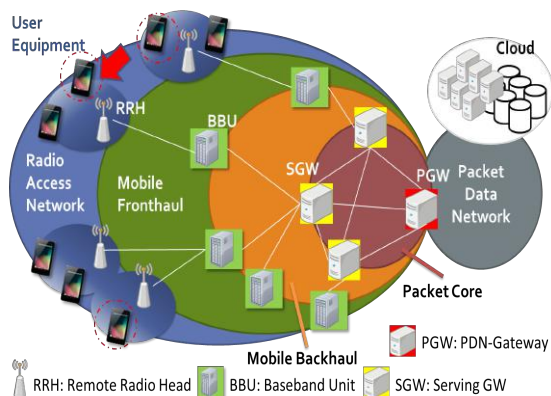 User
Equipment
Cloud
RRH
BBU
SGW
PGW
Radio
Access
Network
Mobile
Fronthaul
Packet
Data
Network
Packet Core
Mobile Backhaul
PGW: PDN-Gateway
RRH: Remote Radio Head
BBU: Baseband Unit
SGW: Serving GW